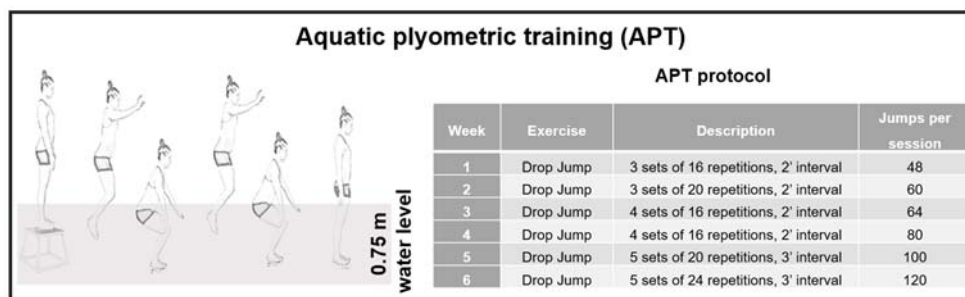 Aquatic plyometric training (APT)
0.75 m
water level
APT protocol
Week Exercise Description Jumps per session
1 Drop Jump 3 sets of 16 repetitions, 2' interval 48
2 Drop Jump 3 sets of 20 repetitions, 2' interval 60
3 Drop Jump 4 sets of 16 repetitions, 2' interval 64
4 Drop Jump 4 sets of 16 repetitions, 2' interval 80
5 Drop Jump 5 sets of 20 repetitions, 3' interval 100
6 Drop Jump 5 sets of 24 repetitions, 3' interval 120